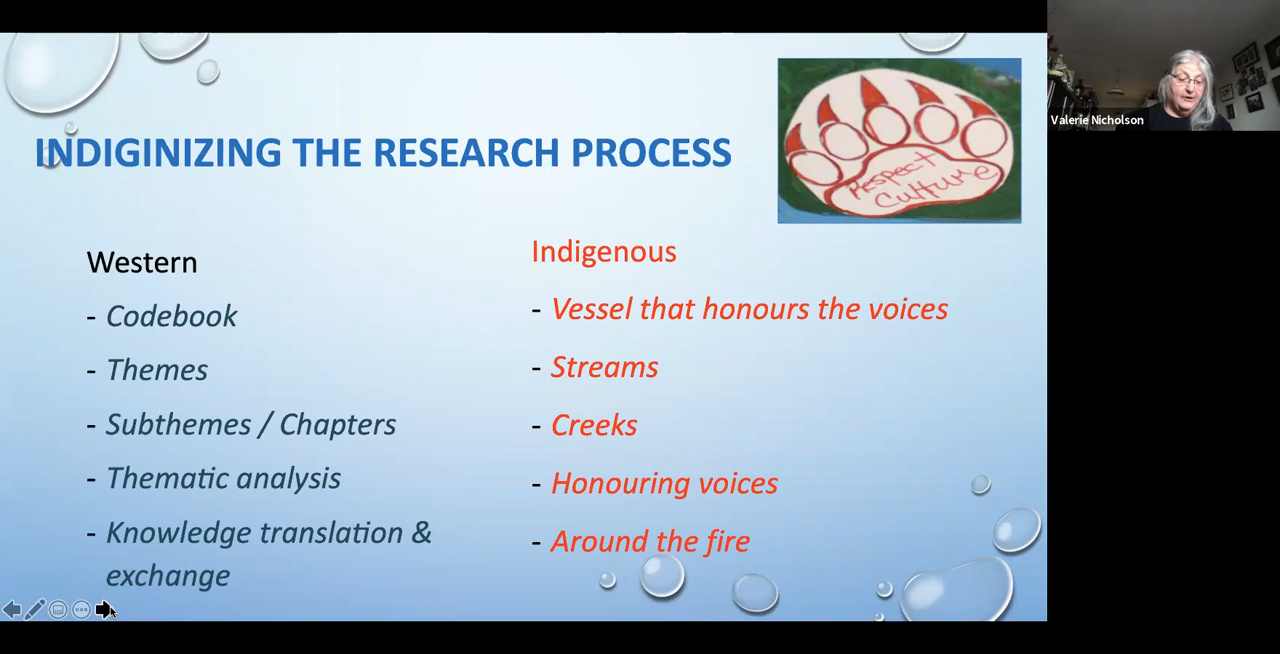 INDIGINIZING THE RESEARCH PROCESS
Respect
Culture
Western
- Codebook
- Themes
- Subthemes / Chapters
- Thematic analysis
- Knowledge translation &
exchange
Indigenous
- Vessel that honours the voices
- Streams
- Creeks
- Honouring voices
- Around the fire
Valerie Nicholson